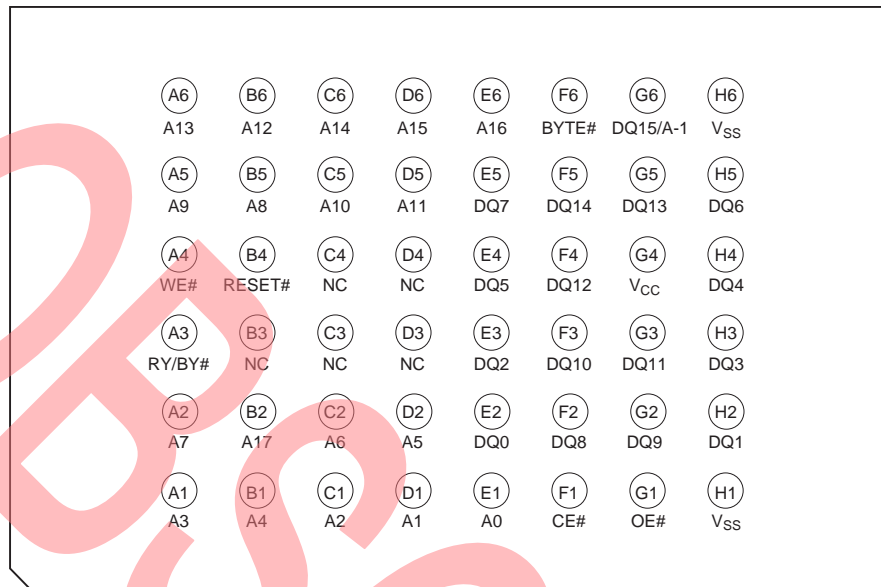 A6 B6 C6 D6 E6 F6 G6 H6
A13 A12 A14 A15 A16 BYTE# DQ15/A-1 VSS
A5 B5 C5 D5 E5 F5 G5 H5
A9 A8 A10 A11 DQ7 DQ14 DQ13 DQ6
A4 B4 C4 D4 E4 F4 G4 H4
WE# RESET# NC NC DQ5 DQ12 VCC DQ4
A3 B3 C3 D3 E3 F3 G3 H3
RY/BY# NC NC NC DQ2 DQ10 DQ11 DQ3
A2 B2 C2 D2 E2 F2 G2 H2
A7 A17 A6 A5 DQ0 DQ8 DQ9 DQ1
A1 B1 C1 D1 E1 F1 G1 H1
A3 A4 A2 A1 A0 CE# OE# VSS